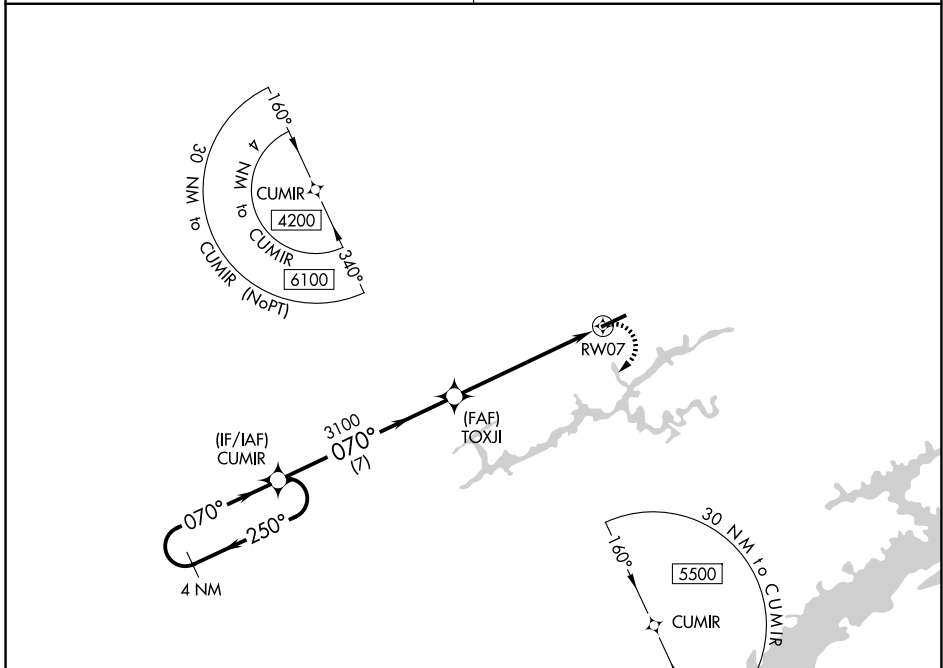 160°
30 NM to CUMIR (NoPT)
4 NM to CUMIR
CUMIR
4200
6100
340°
RW07
(FAF)
TOXJI
3100
070°
(7)
(IF/IAF)
CUMIR
070°
250°
4 NM
30 NM to CUMIR
160°
5500
CUMIR